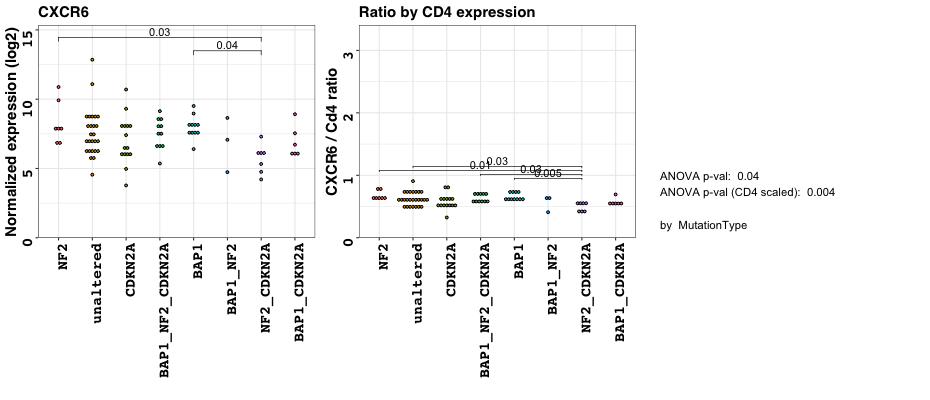 CXCR6
Normalized expression (log2)
15
10
5
0
0.03
0.04
NF2
unaltered
CDKN2A
BAP1_NF2_CDKN2A
BAP1
BAP1_NF2
NF2_CDKN2A
BAP1_CDKN2A
Ratio by CD4 expression
CXCR6 / Cd4 ratio
3
2
1
0
0.03
0.01
0.03
0.005
NF2
unaltered
CDKN2A
BAP1_NF2_CDKN2A
BAP1
BAP1_NF2
NF2_CDKN2A
BAP1_CDKN2A
ANOVA p-val: 0.04
ANOVA p-val (CD4 scaled): 0.004
by MutationType